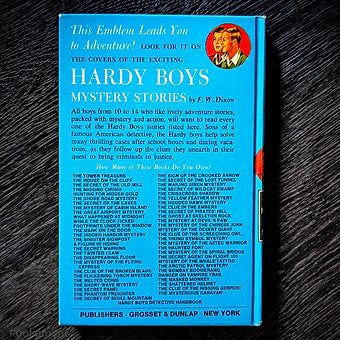 This Emblem Leads You
to Adventure! LOOK FOR IT ON
THE COVERS OF THE EXCITING
HARDY BOYS
MYSTERY STORIES by F. W. Dixon
All boys from 10 to 14 who like lively adventure stories,
packed with mystery and action, will want to read every
one of the Hardy Boys stories listed here. Sons of a
famous American detective, the Hardy boys help solve
many thrilling cases after school hours and during vaca-
tions, as they follow up the clues they unearth in their
quest to bring criminals to justice.
How Many of These Books Do You Own?
THE TOWER TREASURE
THE HOUSE ON THE CLIFF
THE SECRET OF THE OLD MILL
THE MISSING CHUMS
HUNTING FOR HIDDEN GOLD
THE SHORE ROAD MYSTERY
THE SECRET OF THE CAVES
THE MYSTERY OF CABIN ISLAND
THE GREAT AIRPORT MYSTERY
WHAT HAPPENED AT MIDNIGHT
WHILE THE CLOCK TICKED
FOOTPRINTS UNDER THE WINDOW
THE MARK ON THE DOOR
THE HIDDEN HARBOR MYSTERY
THE SINISTER SIGNPOST
A FIGURE IN HIDING
THE SECRET WARNING
THE TWISTED CLAW
THE DISAPPEARING FLOOR
THE MYSTERY OF THE FLYING
EXPRESS
THE CLUE OF THE BROKEN BLADE
THE FLICKERING TORCH MYSTERY
THE MELTED COINS
THE SHORT-WAVE MYSTERY
THE SECRET PANEL
THE PHANTOM FREIGHTER
THE SECRET OF SKULL MOUNTAIN
THE SIGN OF THE CROOKED ARROW
THE SECRET OF THE LOST TUNNEL
THE WAILING SIREN MYSTERY
THE SECRET OF WILDCAT SWAMP
THE CRISSCROSS SHADOW
THE YELLOW FEATHER MYSTERY
THE HOODED HAWK MYSTERY
THE CLUE IN THE EMBERS
THE SECRET OF PIRATES' HILL
THE GHOST AT SKELETON ROCK
MYSTERY AT DEVIL'S PAW
MYSTERY OF THE CHINESE JUNK
MYSTERY OF THE DESERT GIANT
THE CLUE OF THE SCREECHING OWL
THE VIKING SYMBOL MYSTERY
THE MYSTERY OF THE AZTEC WARRIOR
THE HAUNTED FORT
THE MYSTERY OF THE SPIRAL BRIDGE
THE SECRET AGENT ON FLIGHT 101
MYSTERY OF THE WHALE TATTOO
THE ARCTIC PATROL MYSTERY
THE BOMBAY BOOMERANG
DANGER ON VAMPIRE TRAIL
THE MASKED MONKEY
THE SHATTERED HELMET
THE CLUE OF THE HISSING SERPENT
THE MYSTERIOUS CARAVAN
HARDY BOYS DETECTIVE HANDBOOK
PUBLISHERS · GROSSET & DUNLAP · NEW YORK